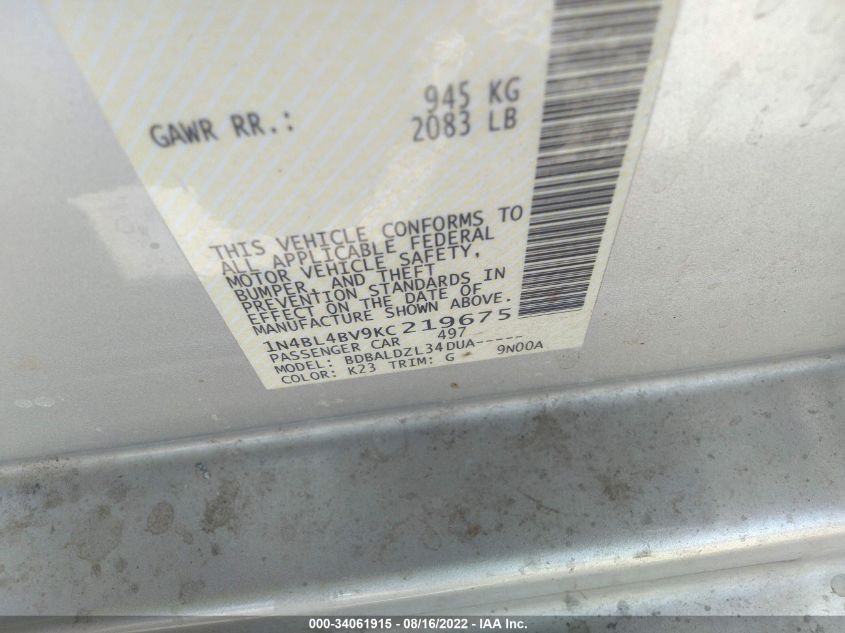 945 KG
GAWR RR.: 2083 LB
THIS VEHICLE CONFORMS TO
ALL APPLICABLE FEDERAL
MOTOR VEHICLE SAFETY,
BUMPER, AND THEFT
PREVENTION STANDARDS IN
EFFECT ON THE DATE OF
MANUFACTURE SHOWN ABOVE.
1N4BL4BV9KC219675
PASSENGER CAR 497
MODEL: BDBALDZL34DUA-----
COLOR: K23 TRIM: G 9N00A
000-34061915 - 08/16/2022 - IAA Inc.